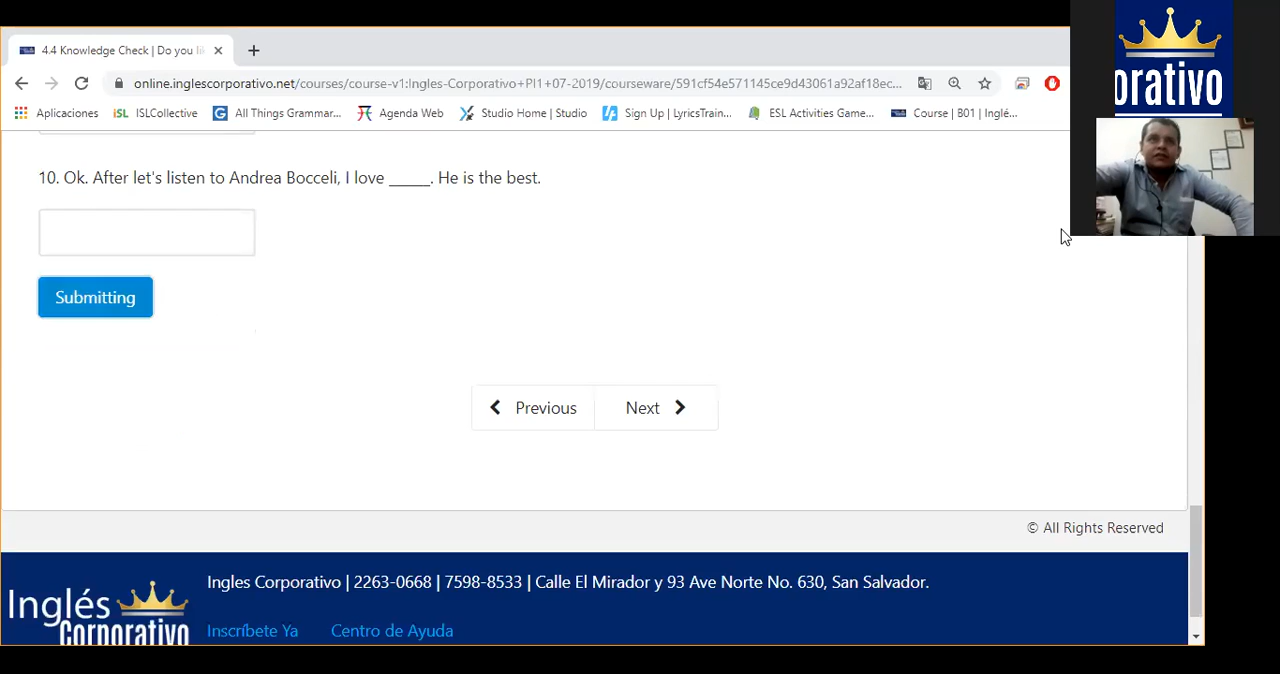 4.4 Knowledge Check | Do you li
online.inglescorporativo.net/courses/course-v1:Ingles-Corporativo+PI1+07-2019/courseware/591cf54e571145ce9d43061a92af18ec...
Aplicaciones iSL ISLCollective G All Things Grammar... Agenda Web Studio Home | Studio Sign Up | LyricsTrain... ESL Activities Game... Course | B01 | Inglé...
orativo
10. Ok. After let's listen to Andrea Bocceli, I love _____. He is the best.
Submitting
Previous Next
© All Rights Reserved
Ingles Corporativo | 2263-0668 | 7598-8533 | Calle El Mirador y 93 Ave Norte No. 630, San Salvador.
Inglés
Corporativo
Inscríbete Ya Centro de Ayuda